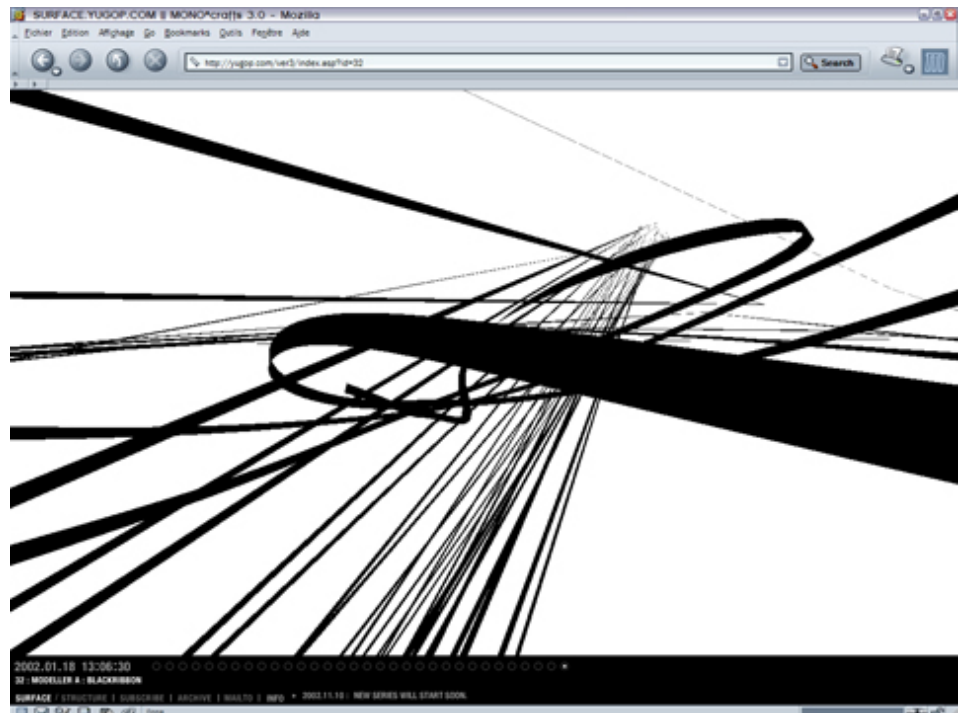 SURFACE.YUGOP.COM || MONO*crafts 3.0 - Mozilla
Fichier Edition Affichage Go Bookmarks Outils Fenêtre Aide
http://yugop.com/ver3/index.asp?id=32
Search
2002.01.18 13:06:30
32 : MODELLER A : BLACKRIBBON
SURFACE / STRUCTURE | SUBSCRIBE | ARCHIVE | MAILTO | INFO
2002.11.10 : NEW SERIES WILL START SOON.